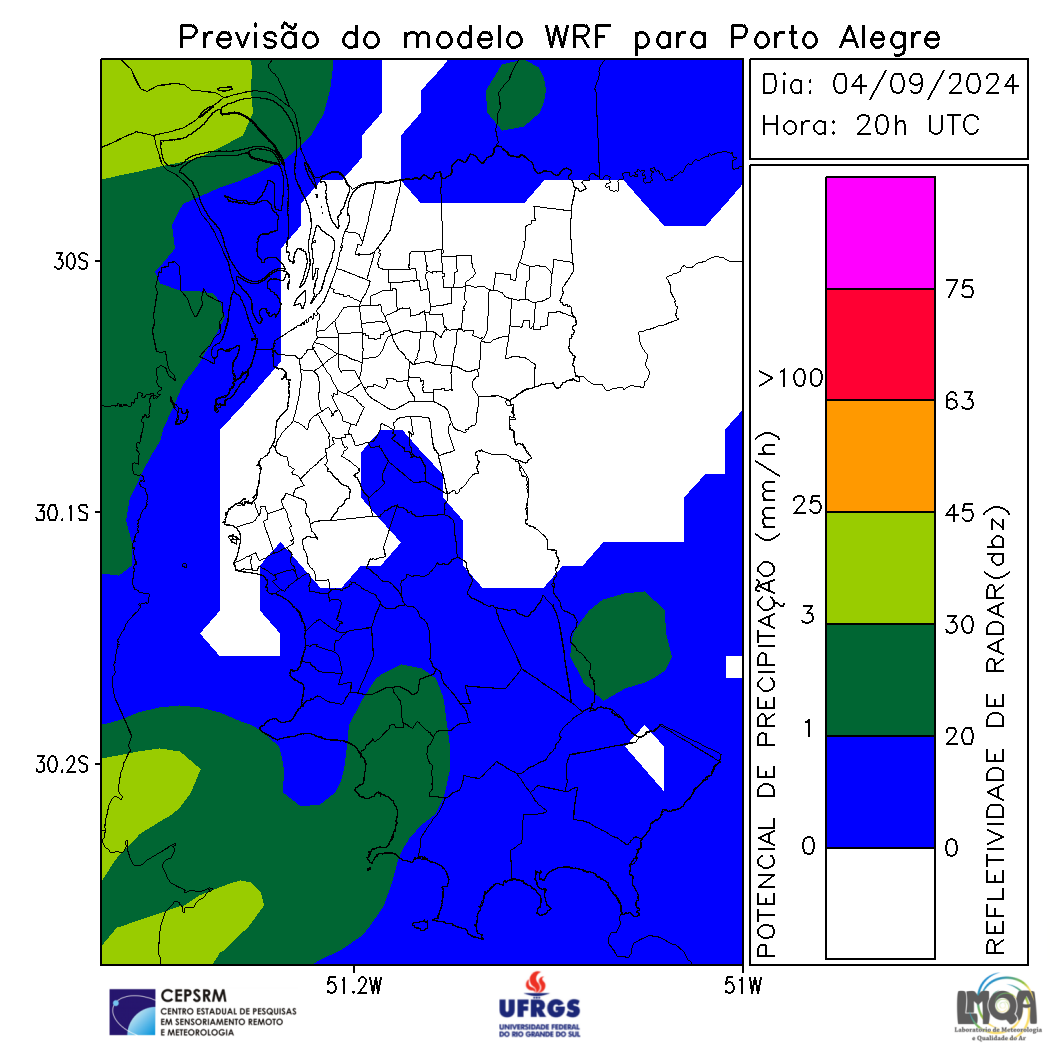 Previsão do modelo WRF para Porto Alegre
Dia: 04/09/2024
Hora: 20h UTC
30S
30.1S
30.2S
51.2W
51W
POTENCIAL DE PRECIPITAÇÃO (mm/h)
>100
25
3
1
0
75
63
45
30
20
0
REFLETIVIDADE DE RADAR(dbz)
CEPSRM
CENTRO ESTADUAL DE PESQUISAS
EM SENSORIAMENTO REMOTO
E METEOROLOGIA
UFRGS
UNIVERSIDADE FEDERAL
DO RIO GRANDE DO SUL
LMQA
Laboratório de Meteorologia
e Qualidade do Ar